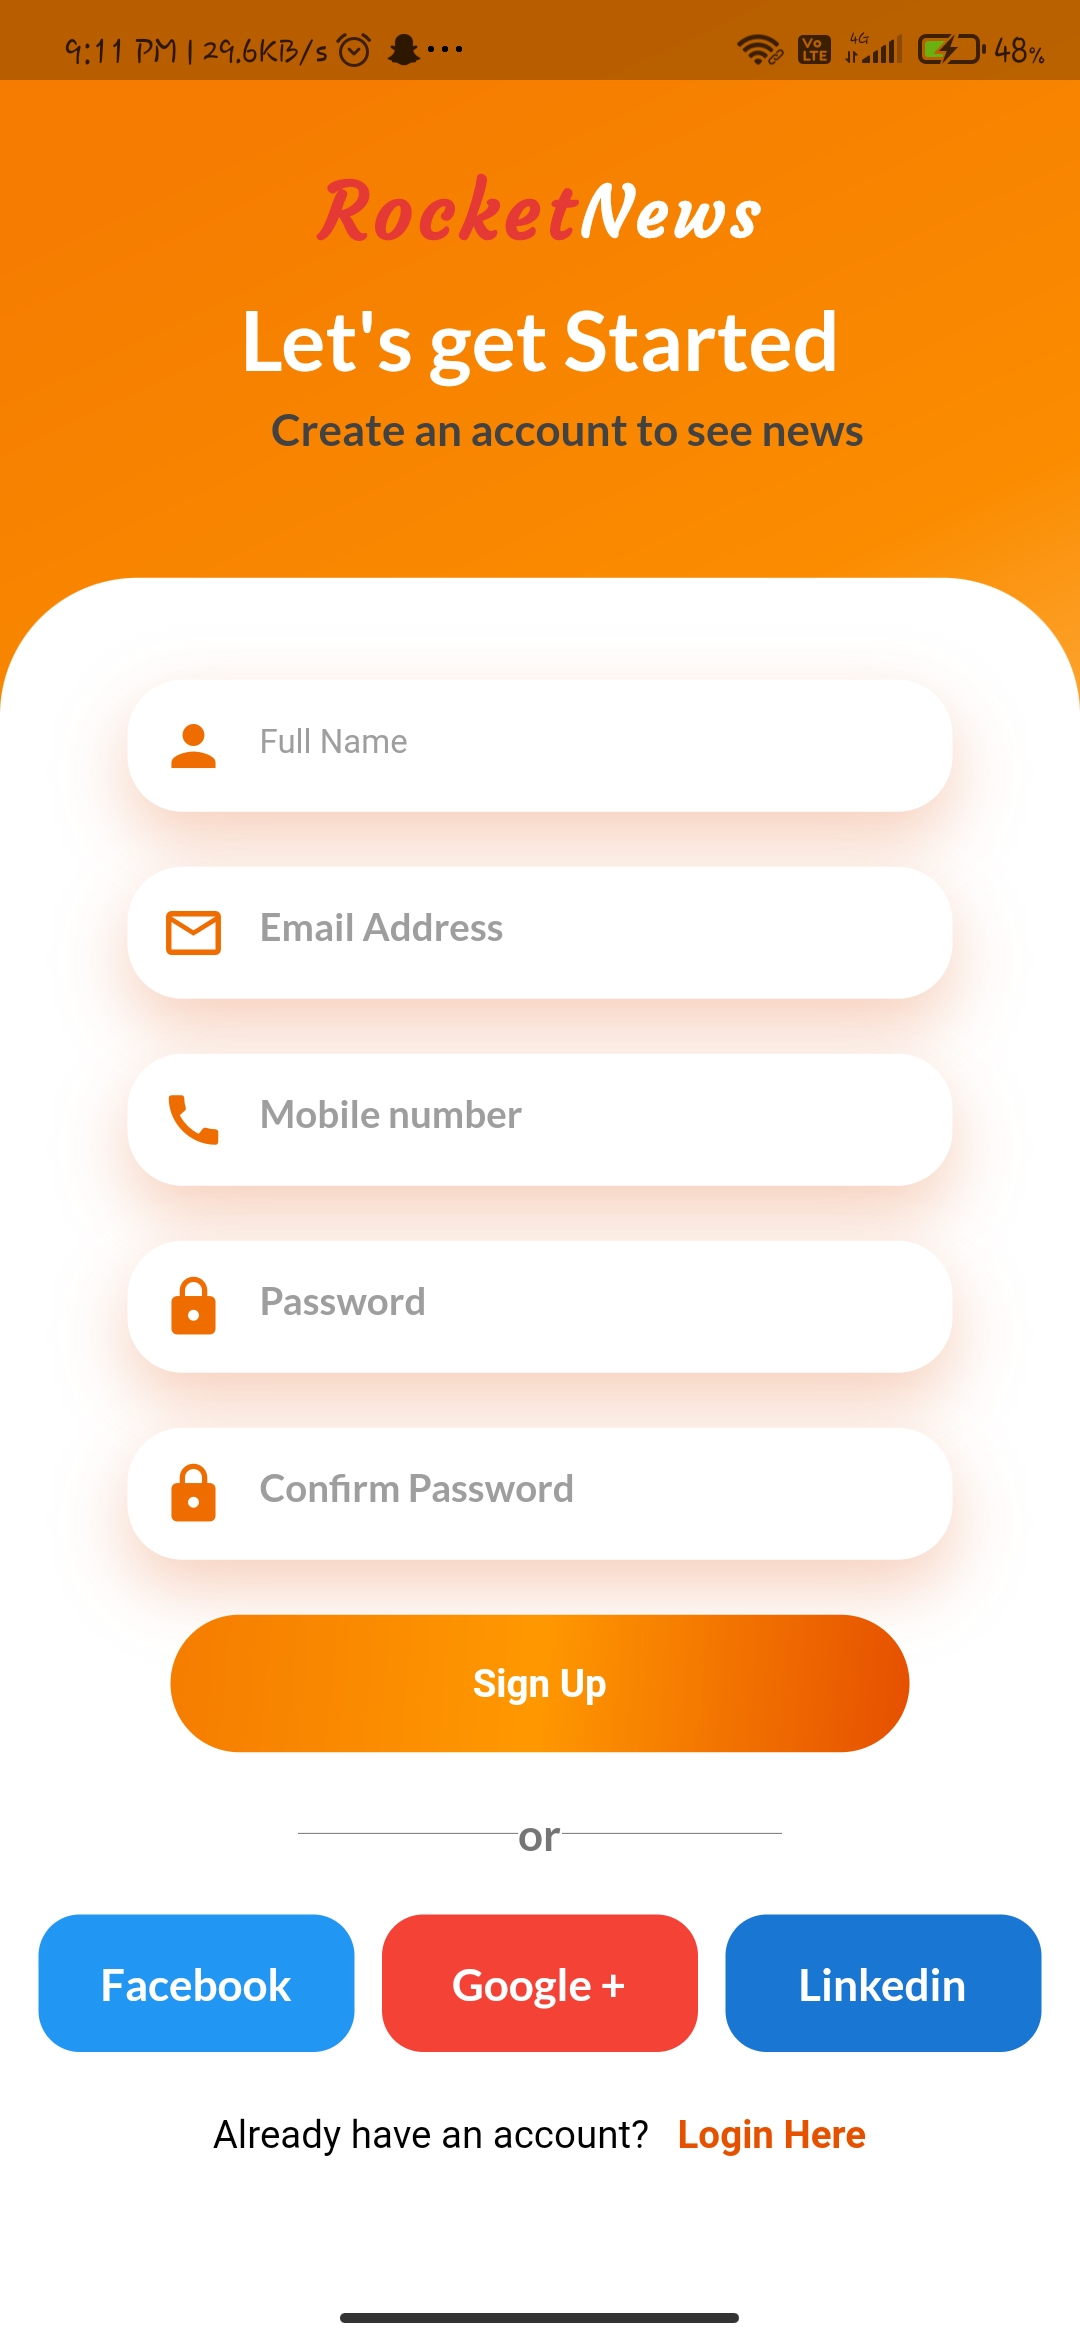 9:11 PM | 29.6KB/s ... Vo LTE 4G 48%
RocketNews
Let's get Started
Create an account to see news
Full Name
Email Address
Mobile number
Password
Confirm Password
Sign Up
or
Facebook Google + Linkedin
Already have an account? Login Here